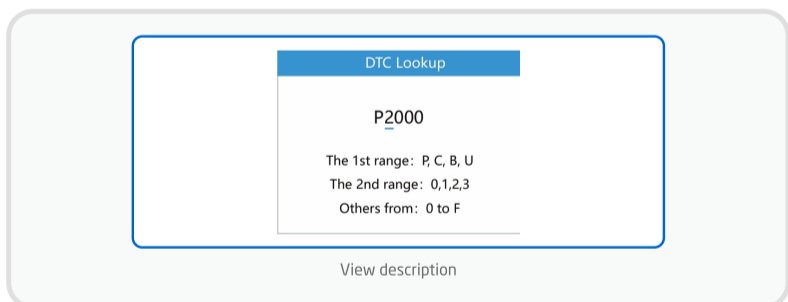 DTC Lookup
P2000
The 1st range: P, C, B, U
The 2nd range: 0,1,2,3
Others from: 0 to F
View description